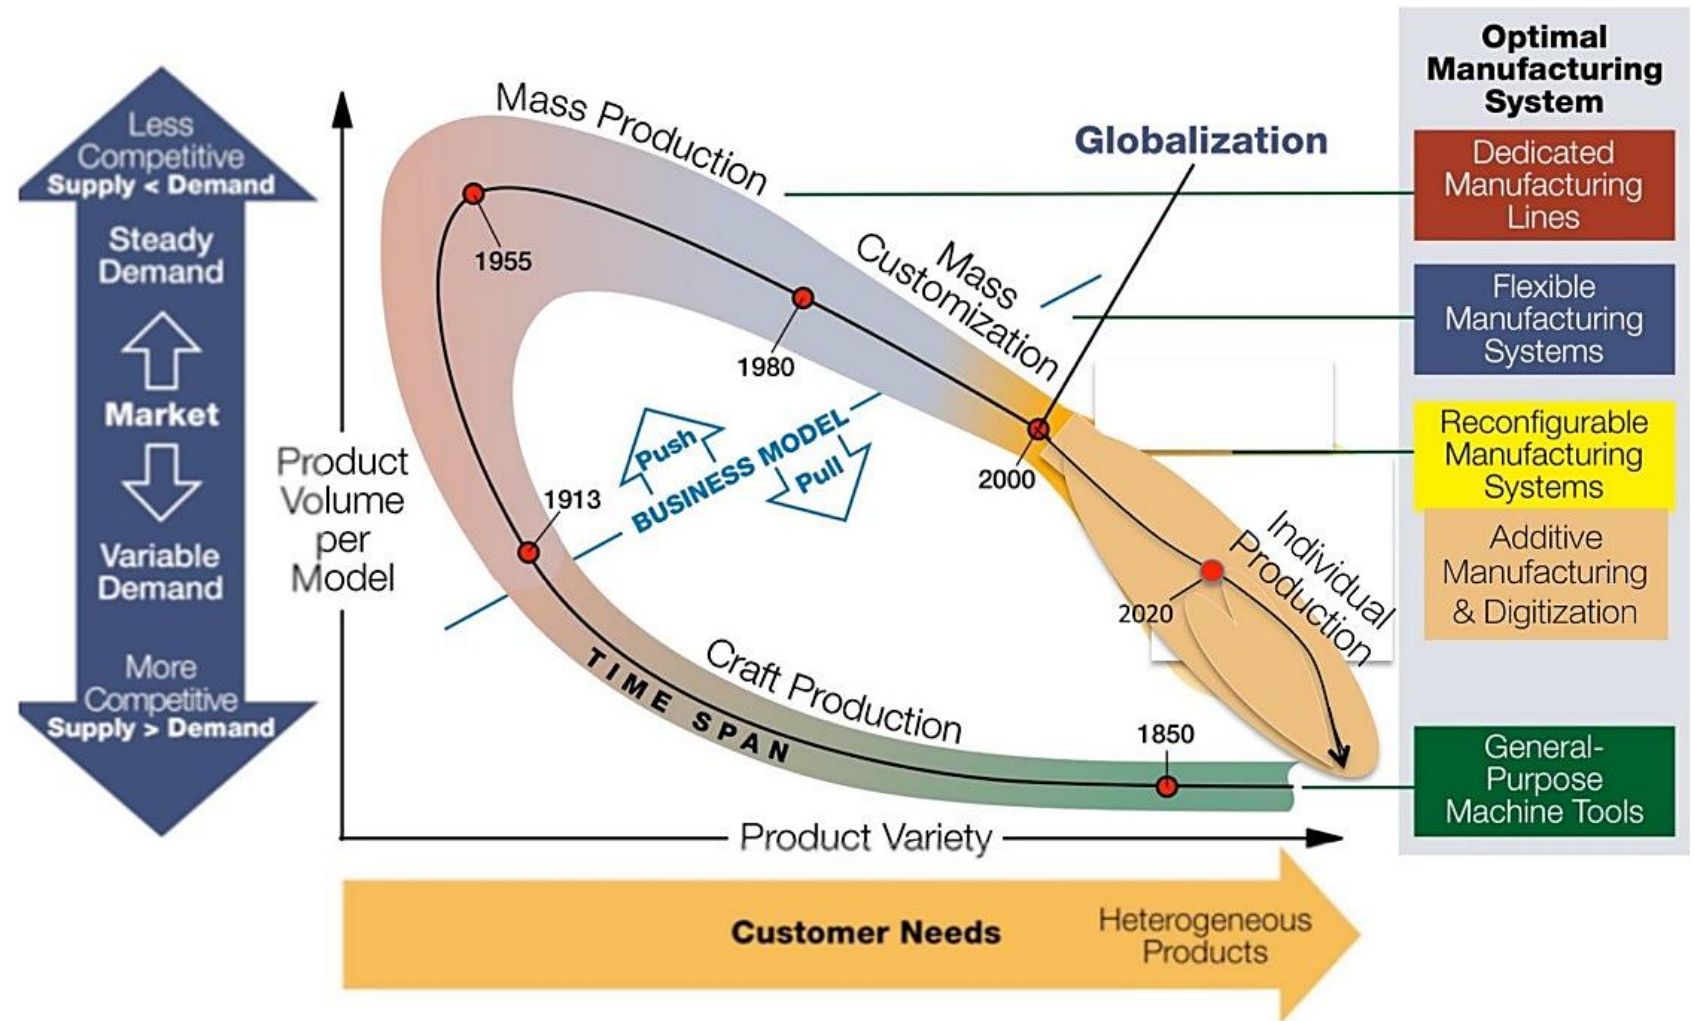 Less
Competitive
Supply < Demand
Steady
Demand
Market
Variable
Demand
More
Competitive
Supply > Demand
Product
Volume
per
Model
Mass Production
1955
1980
1913
Push
BUSINESS MODEL
Pull
Mass
Customization
Globalization
2000
2020
Individual
Production
Craft Production
TIME SPAN
1850
Product Variety
Customer Needs
Heterogeneous
Products
Optimal
Manufacturing
System
Dedicated
Manufacturing
Lines
Flexible
Manufacturing
Systems
Reconfigurable
Manufacturing
Systems
Additive
Manufacturing
& Digitization
General-
Purpose
Machine Tools